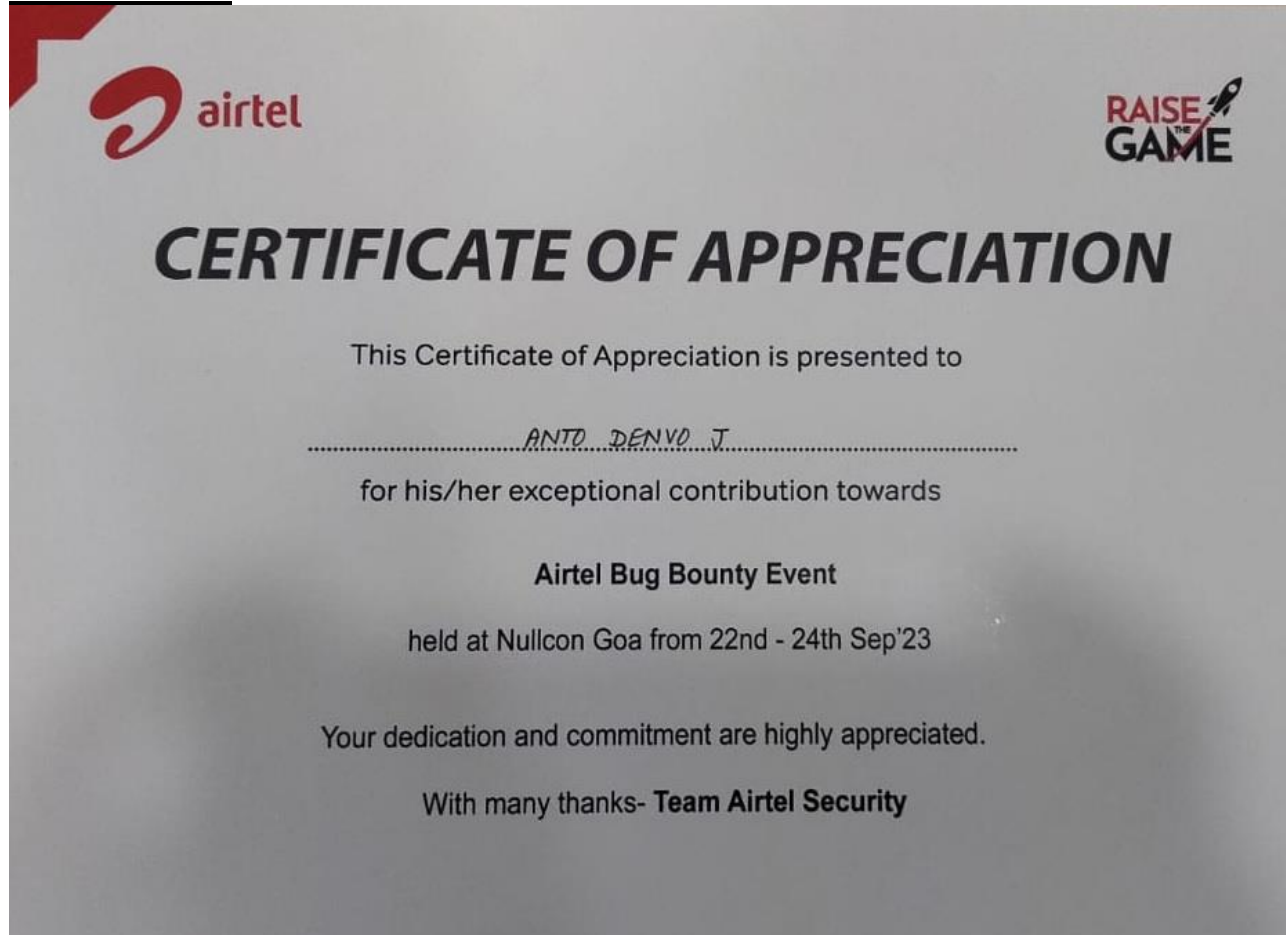 airtel
RAISE
THE
GAME
CERTIFICATE OF APPRECIATION
This Certificate of Appreciation is presented to
ANTO DENVO J
for his/her exceptional contribution towards
Airtel Bug Bounty Event
held at Nullcon Goa from 22nd - 24th Sep'23
Your dedication and commitment are highly appreciated.
With many thanks- Team Airtel Security